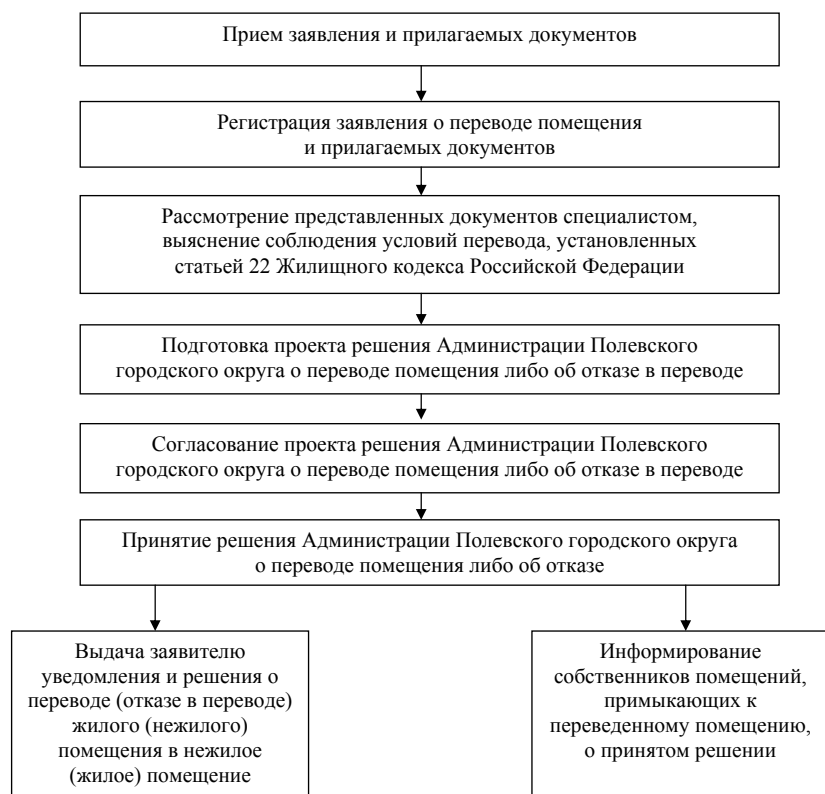 Прием заявления и прилагаемых документов
Регистрация заявления о переводе помещения
и прилагаемых документов
Рассмотрение представленных документов специалистом,
выяснение соблюдения условий перевода, установленных
статьей 22 Жилищного кодекса Российской Федерации
Подготовка проекта решения Администрации Полевского
городского округа о переводе помещения либо об отказе в переводе
Согласование проекта решения Администрации Полевского
городского округа о переводе помещения либо об отказе в переводе
Принятие решения Администрации Полевского городского округа
о переводе помещения либо об отказе
Выдача заявителю
уведомления и решения о
переводе (отказе в переводе)
жилого (нежилого)
помещения в нежилое
(жилое) помещение
Информирование
собственников помещений,
примыкающих к
переведенному помещению,
о принятом решении